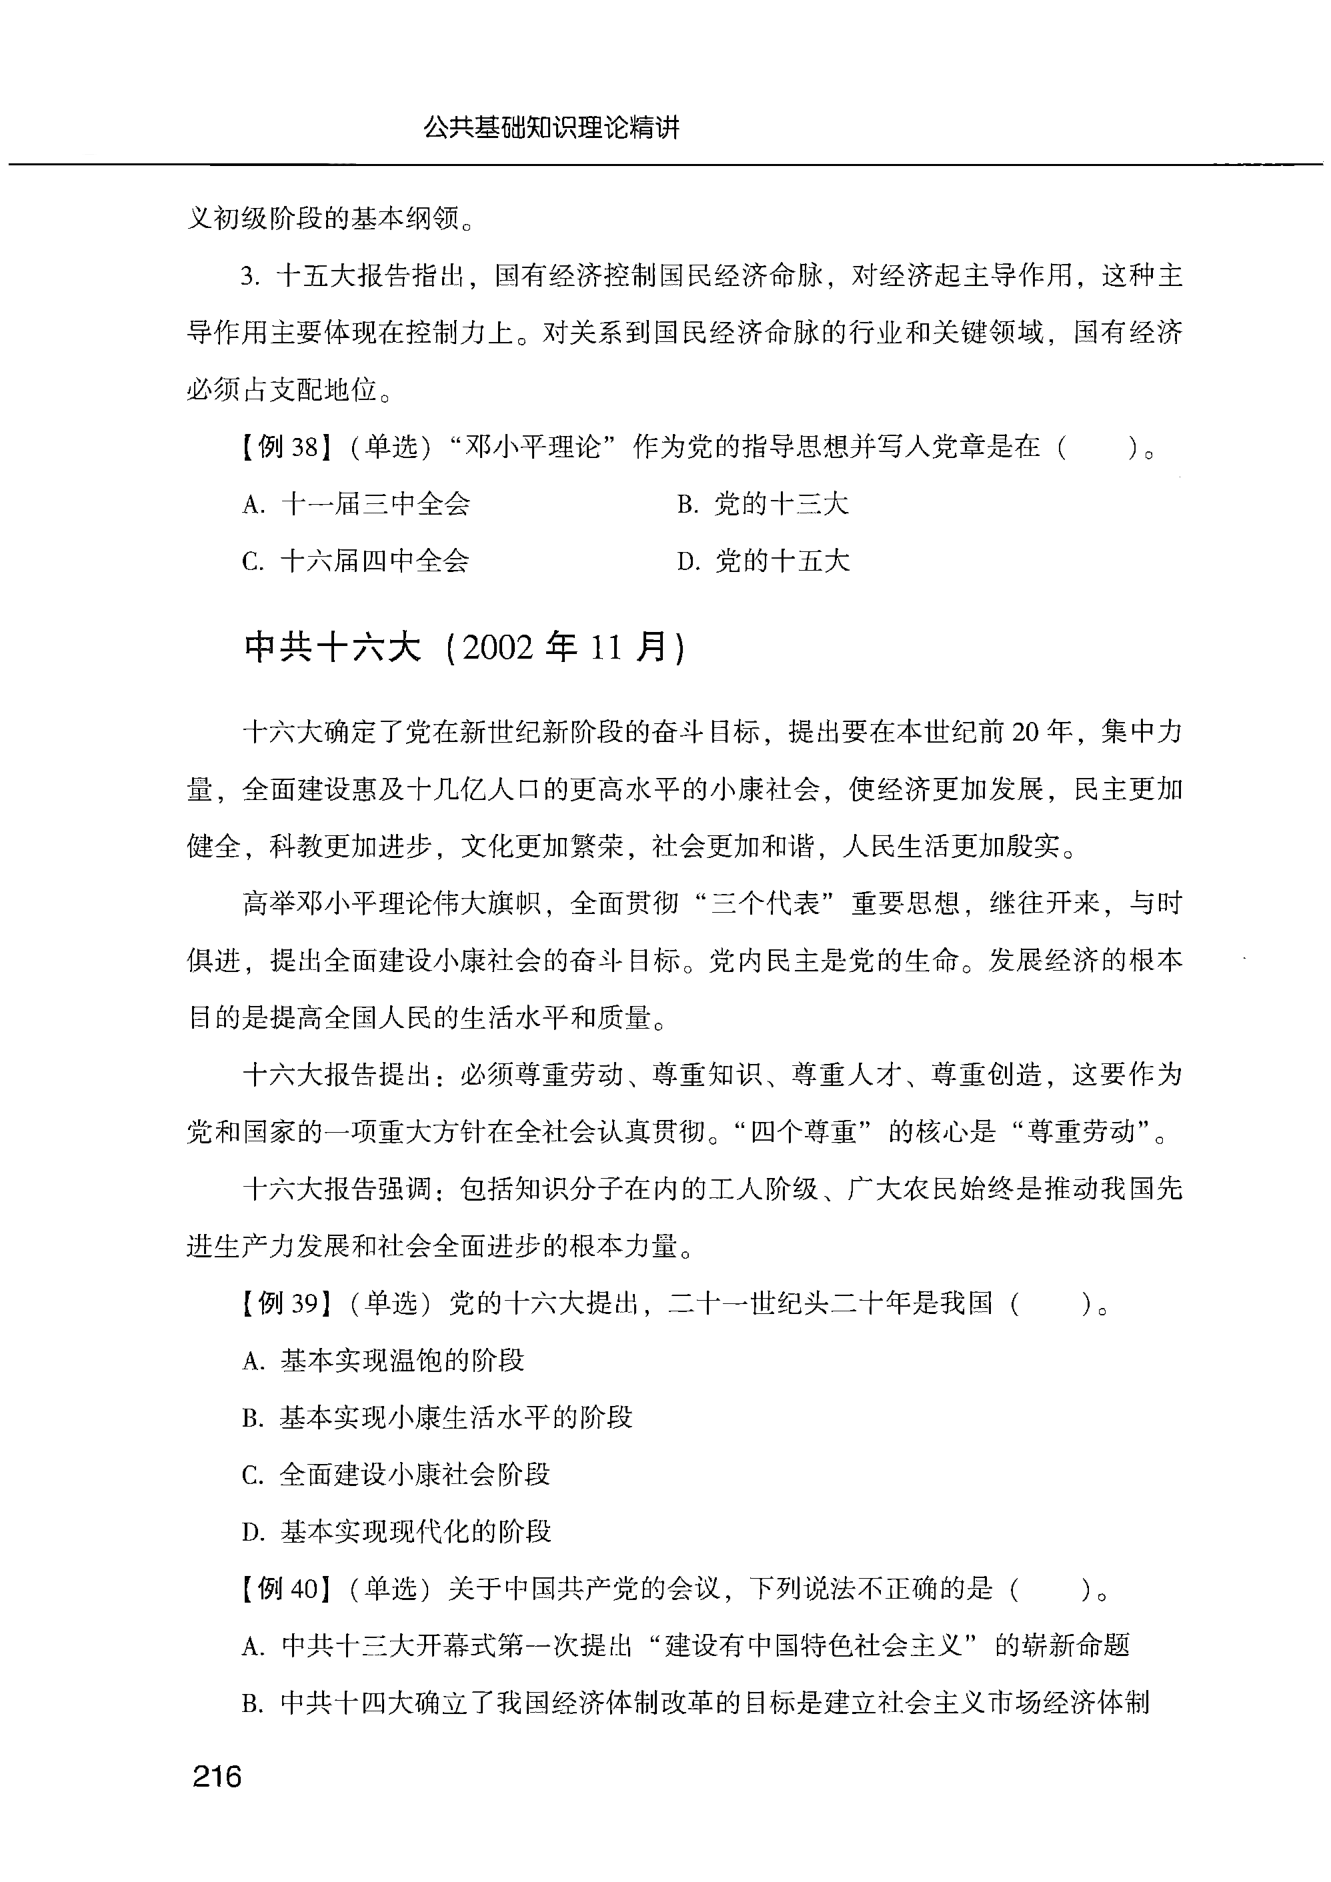 公共基础知识理论精讲
义初级阶段的基本纲领。
3. 十五大报告指出，国有经济控制国民经济命脉，对经济起主导作用，这种主
导作用主要体现在控制力上。对关系到国民经济命脉的行业和关键领域，国有经济
必须占支配地位。
【例 38】（单选）“邓小平理论”作为党的指导思想并写人党章是在（　　）。
A. 十一届三中全会　　B. 党的十三大
C. 十六届四中全会　　D. 党的十五大
中共十六大（2002 年 11 月）
十六大确定了党在新世纪新阶段的奋斗目标，提出要在本世纪前 20 年，集中力
量，全面建设惠及十几亿人口的更高水平的小康社会，使经济更加发展，民主更加
健全，科教更加进步，文化更加繁荣，社会更加和谐，人民生活更加殷实。
高举邓小平理论伟大旗帜，全面贯彻“三个代表”重要思想，继往开来，与时
俱进，提出全面建设小康社会的奋斗目标。党内民主是党的生命。发展经济的根本
目的是提高全国人民的生活水平和质量。
十六大报告提出：必须尊重劳动、尊重知识、尊重人才、尊重创造，这要作为
党和国家的一项重大方针在全社会认真贯彻。“四个尊重”的核心是“尊重劳动”。
十六大报告强调：包括知识分子在内的工人阶级、广大农民始终是推动我国先
进生产力发展和社会全面进步的根本力量。
【例 39】（单选）党的十六大提出，二十一世纪头二十年是我国（　　）。
A. 基本实现温饱的阶段
B. 基本实现小康生活水平的阶段
C. 全面建设小康社会阶段
D. 基本实现现代化的阶段
【例 40】（单选）关于中国共产党的会议，下列说法不正确的是（　　）。
A. 中共十三大开幕式第一次提出“建设有中国特色社会主义”的崭新命题
B. 中共十四大确立了我国经济体制改革的目标是建立社会主义市场经济体制
216